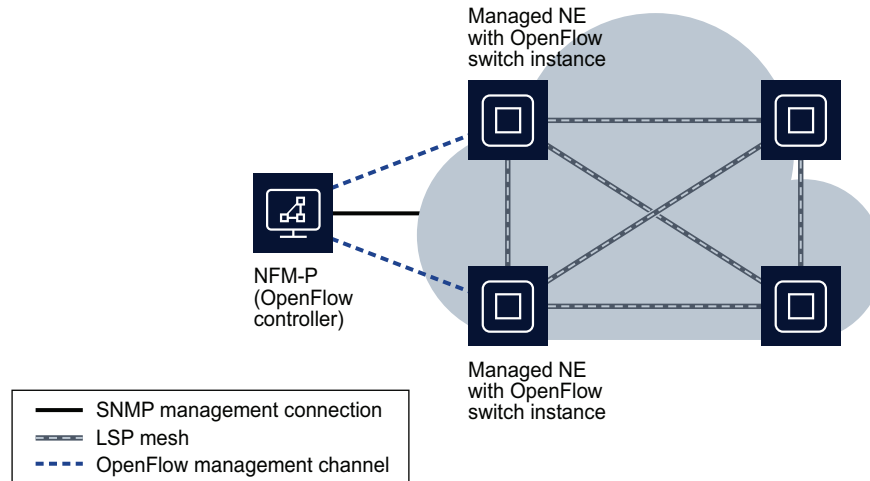 Managed NE
with OpenFlow
switch instance
NFM-P
(OpenFlow
controller)
Managed NE
with OpenFlow
switch instance
SNMP management connection
LSP mesh
OpenFlow management channel